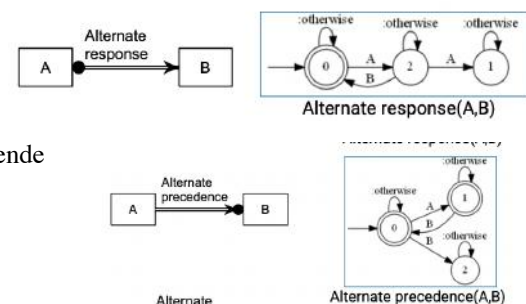 Alternate
response
A
B
:otherwise
:otherwise
:otherwise
0
A
2
A
1
B
Alternate response(A,B)
ende
Alternate
precedence
A
B
:otherwise
:otherwise
0
A
1
B
B
:otherwise
2
Alternate precedence(A,B)
Alternate